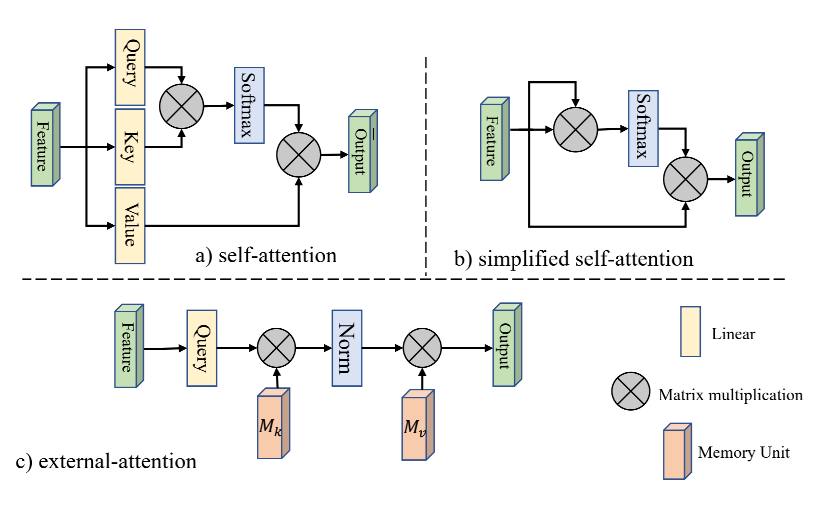 Query
Softmax
Feature
Key
Output
Value
a) self-attention
Feature
Softmax
Output
b) simplified self-attention
Feature
Query
Norm
Output
M_k
M_v
c) external-attention
Linear
Matrix multiplication
Memory Unit